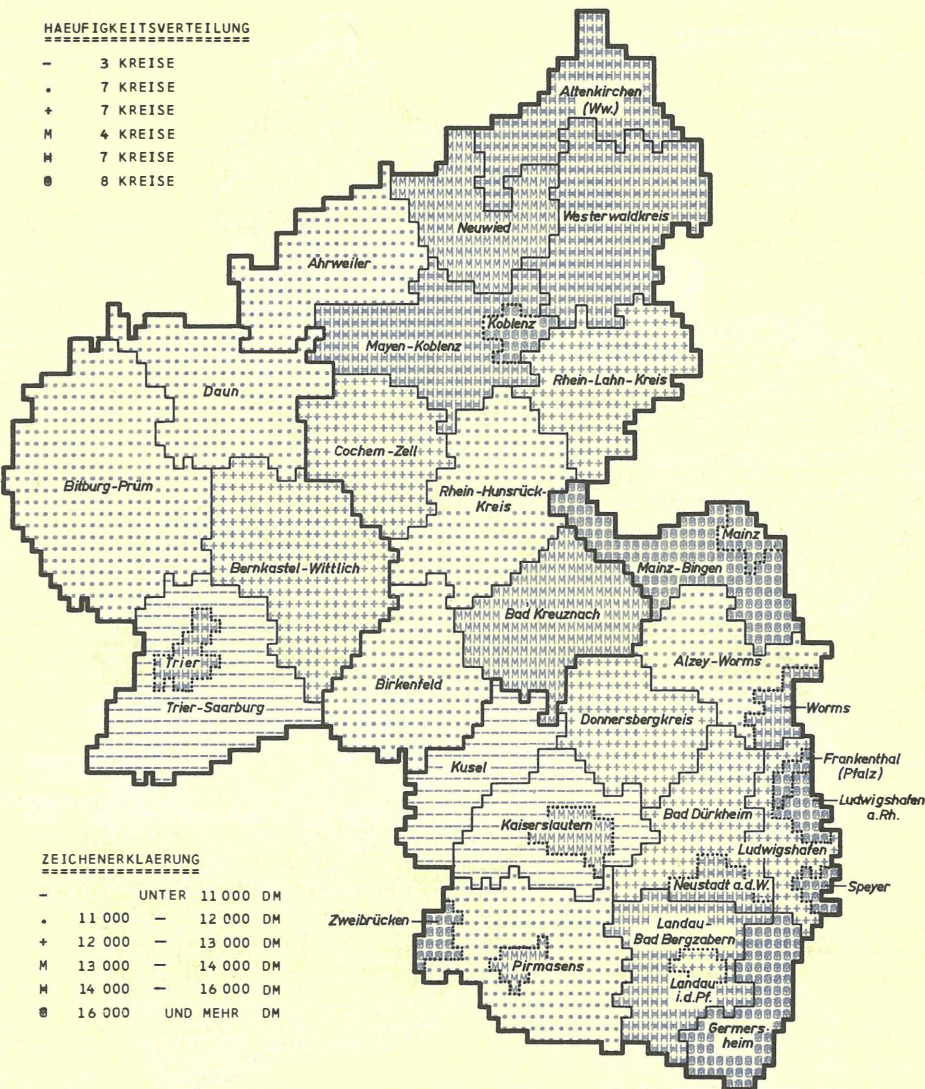 HAEUFIGKEITSVERTEILUNG
- 3 KREISE
. 7 KREISE
+ 7 KREISE
M 4 KREISE
7 KREISE
8 KREISE
Altenkirchen
(Ww.)
Westerwaldkreis
Neuwied
Ahrweiler
Koblenz
Mayen-Koblenz
Rhein-Lahn-Kreis
Daun
Cochem-Zell
Bitburg-Prüm
Rhein-Hunsrück-
Kreis
Mainz
Mainz-Bingen
Bernkastel-Wittlich
Bad Kreuznach
Trier
Alzey-Worms
Birkenfeld
Trier-Saarburg
Worms
Donnersbergkreis
Kusel
Frankenthal
(Pfalz)
Ludwigshafen
a.Rh.
Bad Dürkheim
Kaiserslautern
Ludwigshafen
Neustadt a.d.W.
Speyer
Zweibrücken
Landau-
Bad Bergzabern
Pirmasens
Landau
i.d.Pf.
Germers-
heim
ZEICHENERKLAERUNG
- UNTER 11 000 DM
. 11 000 — 12 000 DM
+ 12 000 — 13 000 DM
M 13 000 — 14 000 DM
14 000 — 16 000 DM
16 000 UND MEHR DM